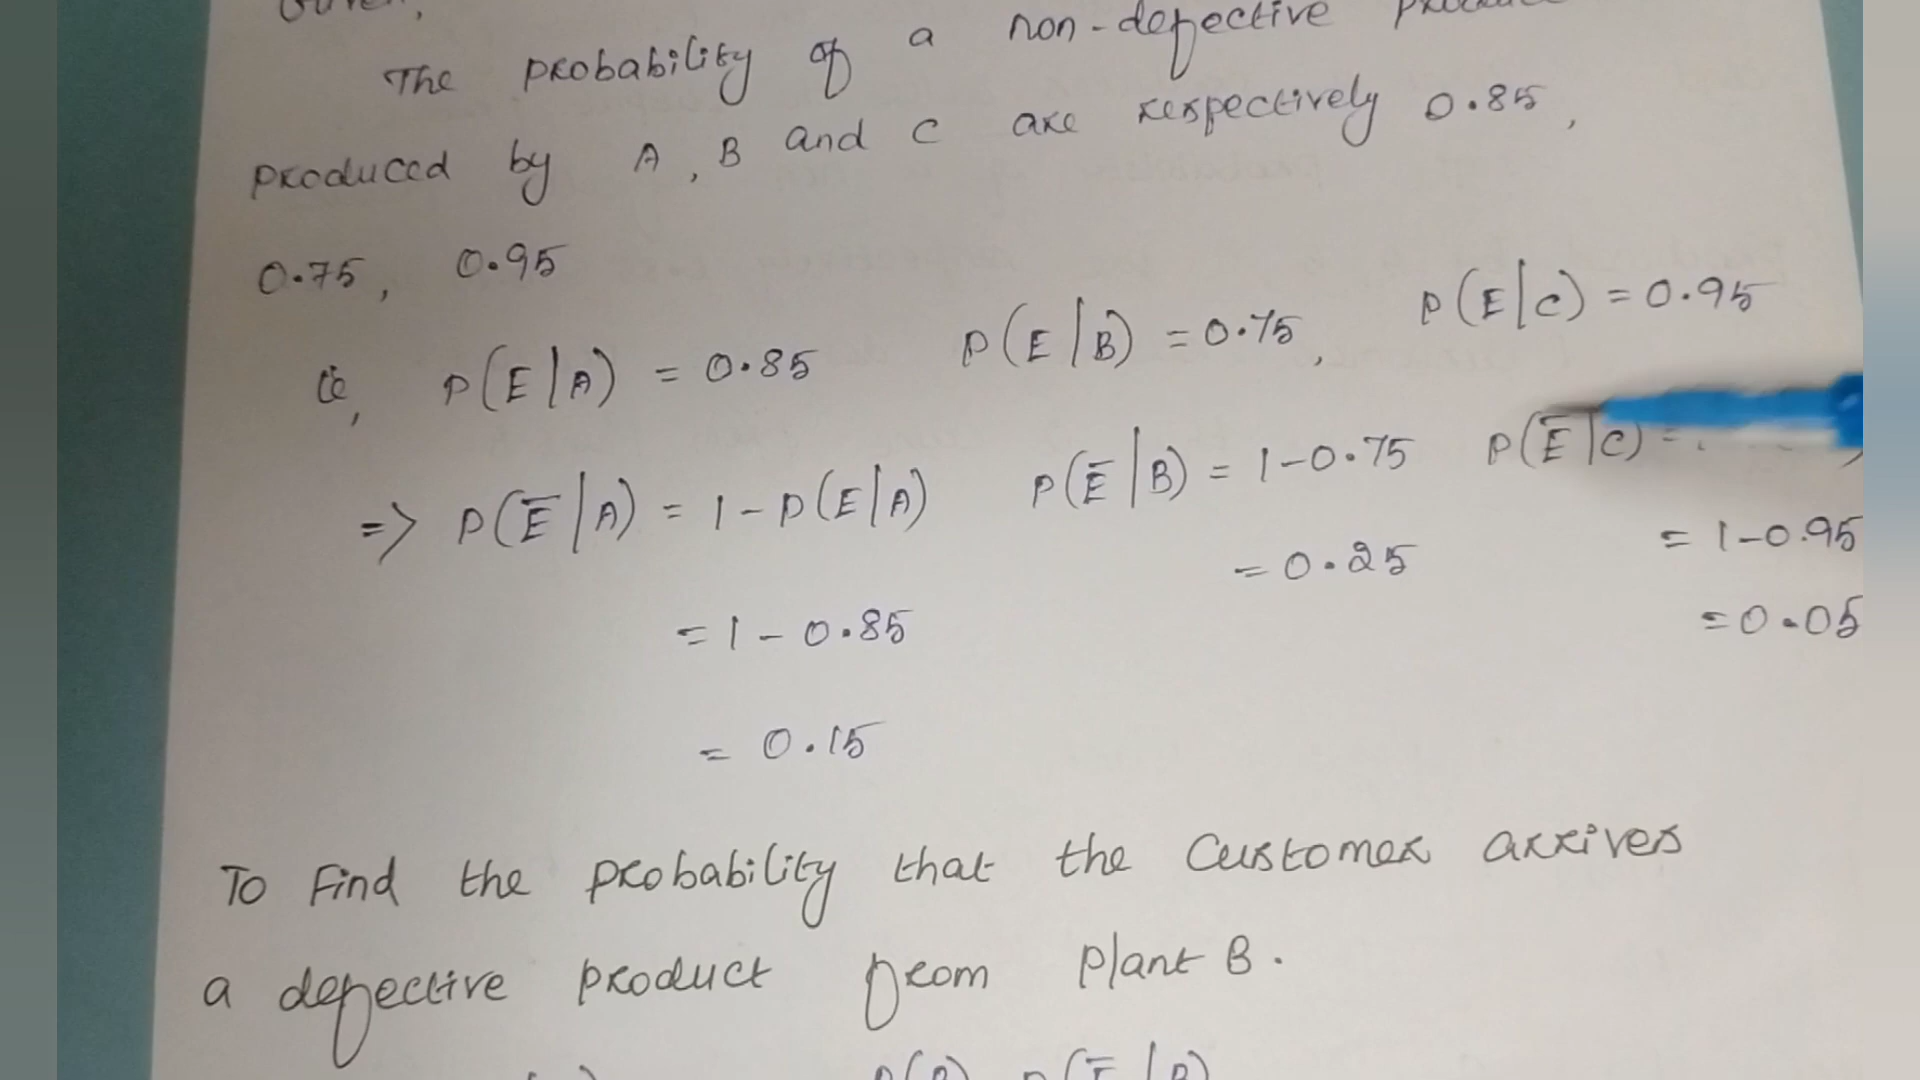 The probability of a non-defective
produced by A, B and C are respectively 0.85,
0.75, 0.95
ie, P(E|A) = 0.85 P(E|B) = 0.75, P(E|C) = 0.95
=> P(Ē|A) = 1-P(E|A) P(Ē|B) = 1-0.75 P(Ē|C) =
= 1-0.85 = 0.25 = 1-0.95
= 0.15 = 0.05
To Find the probability that the Customer arrives
a defective product from plant B.